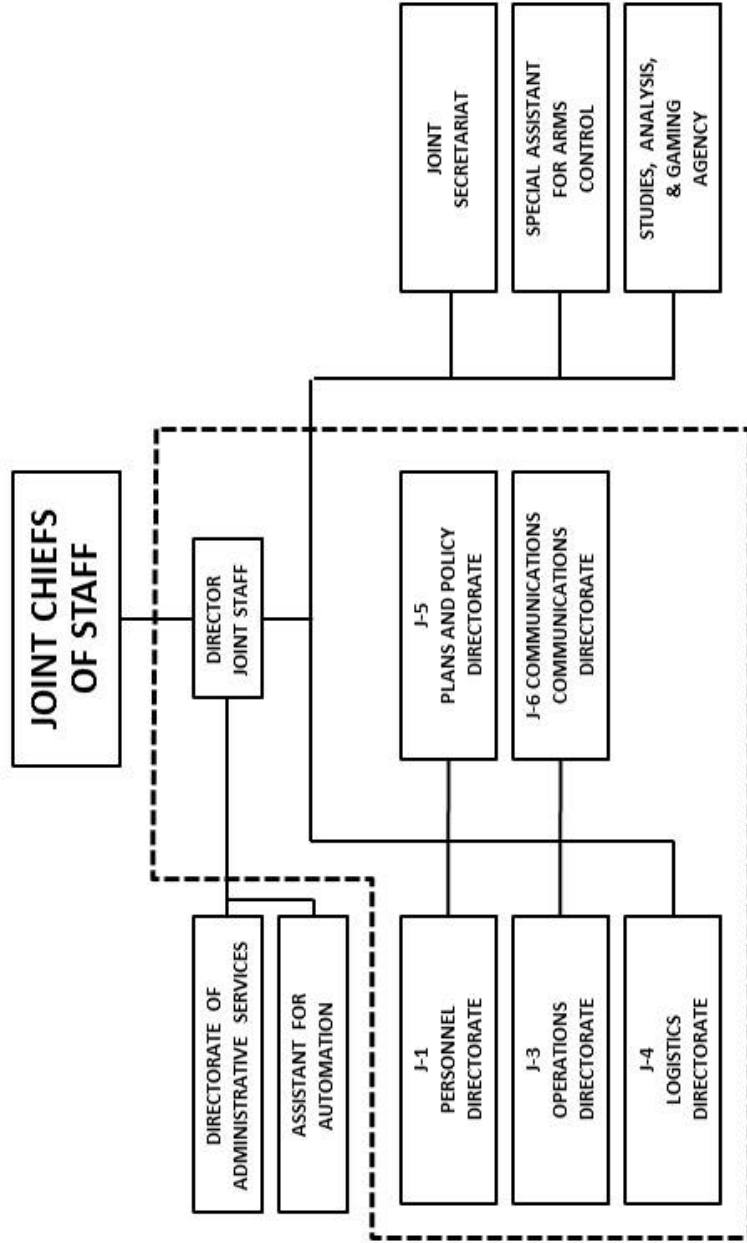 JOINT CHIEFS
OF STAFF
DIRECTOR
JOINT STAFF
DIRECTORATE OF
ADMINISTRATIVE SERVICES
ASSISTANT FOR
AUTOMATION
J-1
PERSONNEL
DIRECTORATE
J-5
PLANS AND POLICY
DIRECTORATE
JOINT
SECRETARIAT
J-3
OPERATIONS
DIRECTORATE
J-6 COMMUNICATIONS
COMMUNICATIONS
DIRECTORATE
SPECIAL ASSISTANT
FOR ARMS
CONTROL
J-4
LOGISTICS
DIRECTORATE
STUDIES, ANALYSIS,
& GAMING
AGENCY